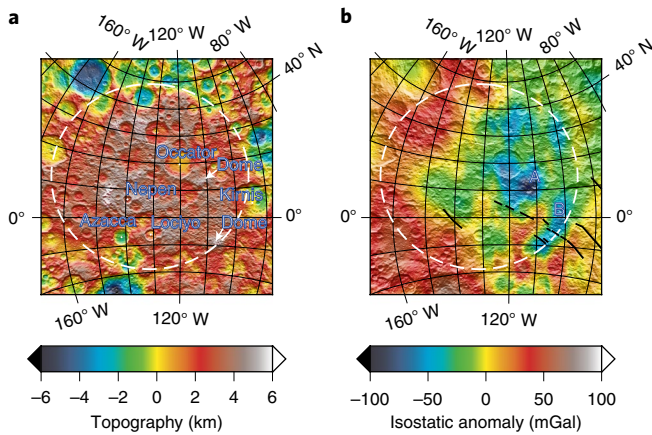 a
160° W
120° W
80° W
40° N
Occator
Dome
Nepen
Kirnis
0°
Azacca
Lociyo
Dome
0°
160° W
120° W
−6 −4 −2 0 2 4 6
Topography (km)
b
160° W
120° W
80° W
40° N
A
B
0°
0°
160° W
120° W
−100 −50 0 50 100
Isostatic anomaly (mGal)